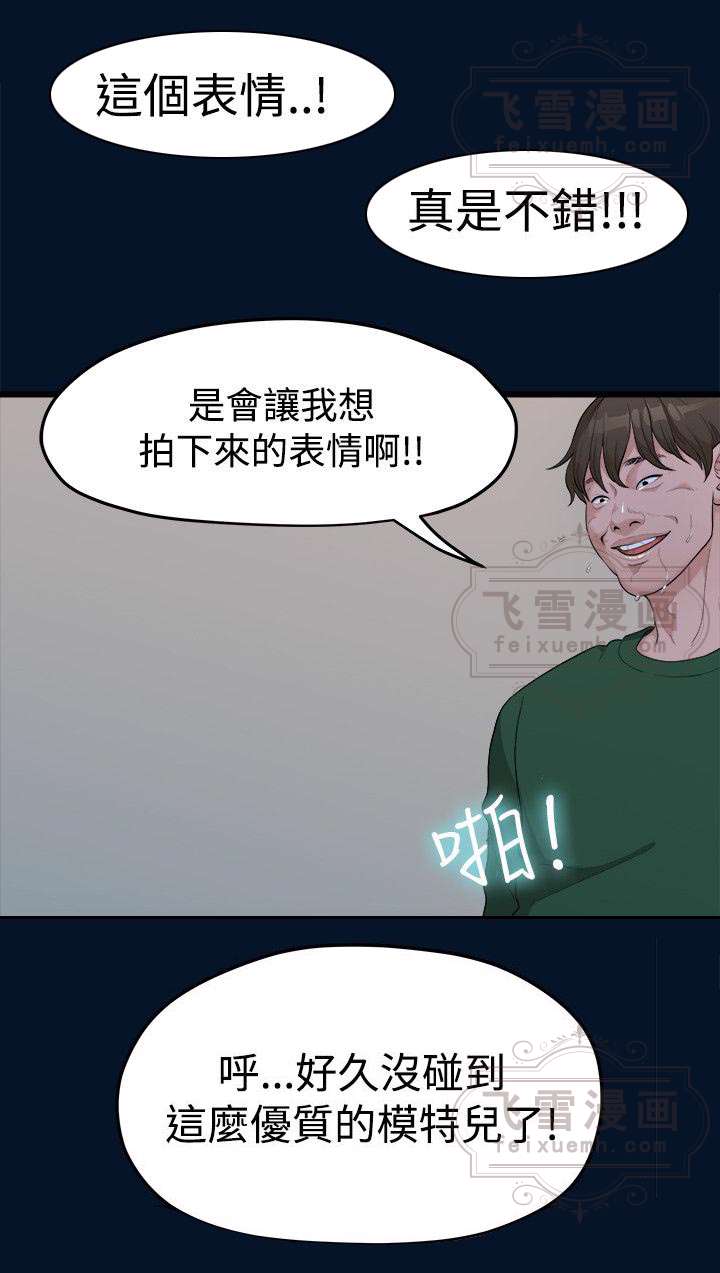 這個表情..!
飞雪漫画
feixuemh.com
真是不錯!!!
是會讓我想
拍下來的表情啊!!
飞雪漫画
feixuemh.com
啪!
呼...好久沒碰到
這麼優質的模特兒了!
飞雪漫画
feixuemh.com